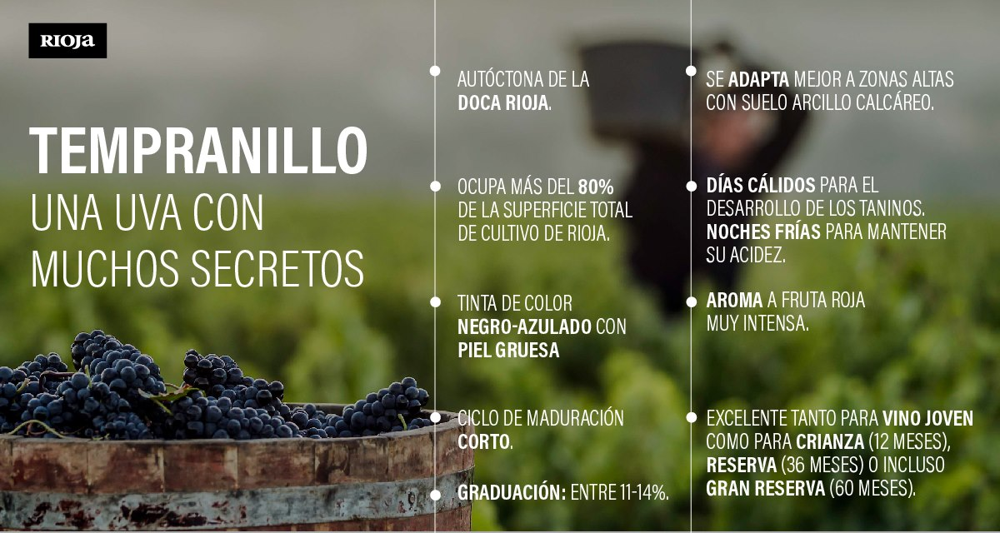 RIOJA
TEMPRANILLO
UNA UVA CON
MUCHOS SECRETOS
AUTÓCTONA DE LA
DOCA RIOJA.
OCUPA MÁS DEL 80%
DE LA SUPERFICIE TOTAL
DE CULTIVO DE RIOJA.
TINTA DE COLOR
NEGRO-AZULADO CON
PIEL GRUESA
CICLO DE MADURACIÓN
CORTO.
GRADUACIÓN: ENTRE 11-14%.
SE ADAPTA MEJOR A ZONAS ALTAS
CON SUELO ARCILLO CALCÁREO.
DÍAS CÁLIDOS PARA EL
DESARROLLO DE LOS TANINOS.
NOCHES FRÍAS PARA MANTENER
SU ACIDEZ.
AROMA A FRUTA ROJA
MUY INTENSA.
EXCELENTE TANTO PARA VINO JOVEN
COMO PARA CRIANZA (12 MESES),
RESERVA (36 MESES) O INCLUSO
GRAN RESERVA (60 MESES).